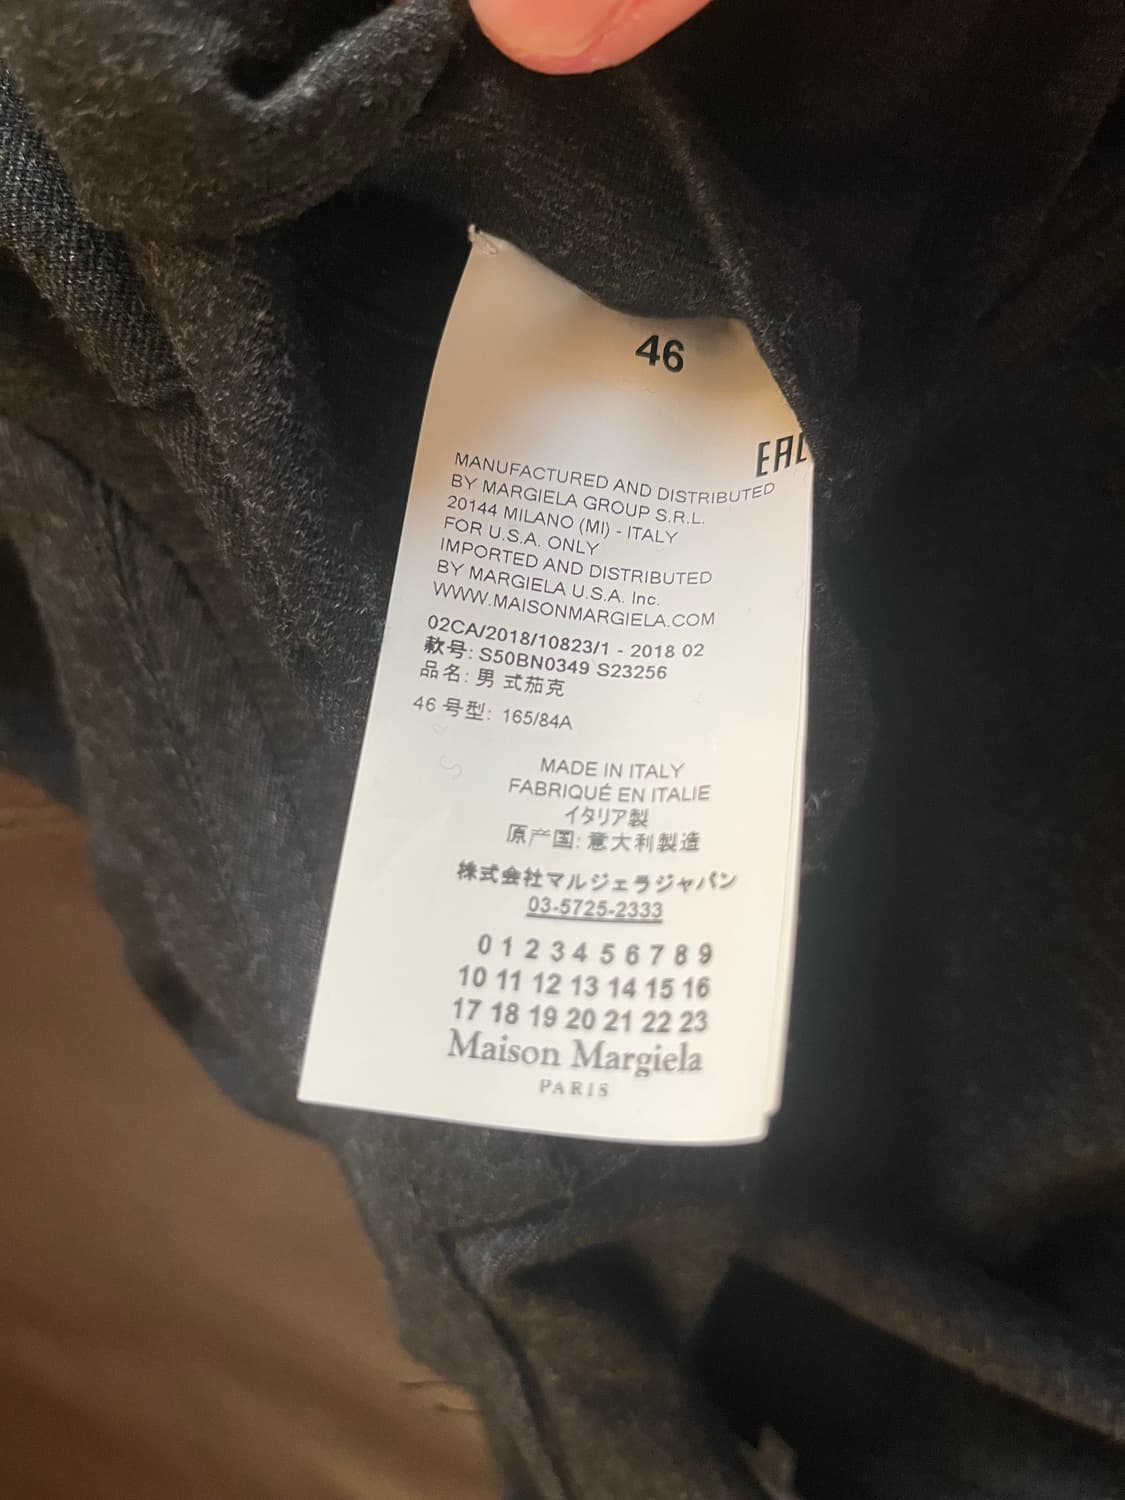 46
EAC
MANUFACTURED AND DISTRIBUTED
BY MARGIELA GROUP S.R.L.
20144 MILANO (MI) - ITALY
FOR U.S.A. ONLY
IMPORTED AND DISTRIBUTED
BY MARGIELA U.S.A. Inc.
WWW.MAISONMARGIELA.COM
02CA/2018/10823/1 - 2018 02
款号: S50BN0349 S23256
品名: 男 式茄克
46 号型: 165/84A
MADE IN ITALY
FABRIQUÉ EN ITALIE
イタリア製
原产国: 意大利製造
株式会社マルジェラジャパン
03-5725-2333
0 1 2 3 4 5 6 7 8 9
10 11 12 13 14 15 16
17 18 19 20 21 22 23
Maison Margiela
PARIS